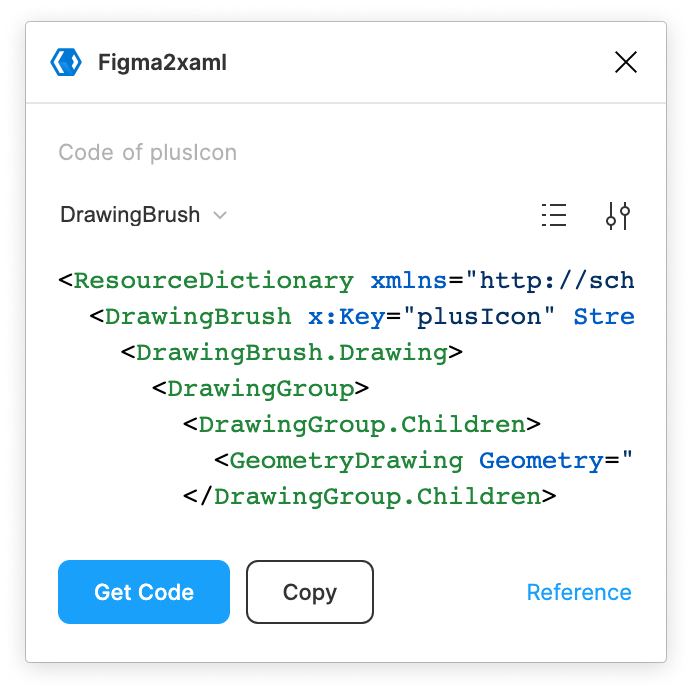 Figma2xaml
Code of plusIcon
DrawingBrush
<ResourceDictionary xmlns="http://sch
<DrawingBrush x:Key="plusIcon" Stre
<DrawingBrush.Drawing>
<DrawingGroup>
<DrawingGroup.Children>
<GeometryDrawing Geometry="
</DrawingGroup.Children>
Get Code
Copy
Reference